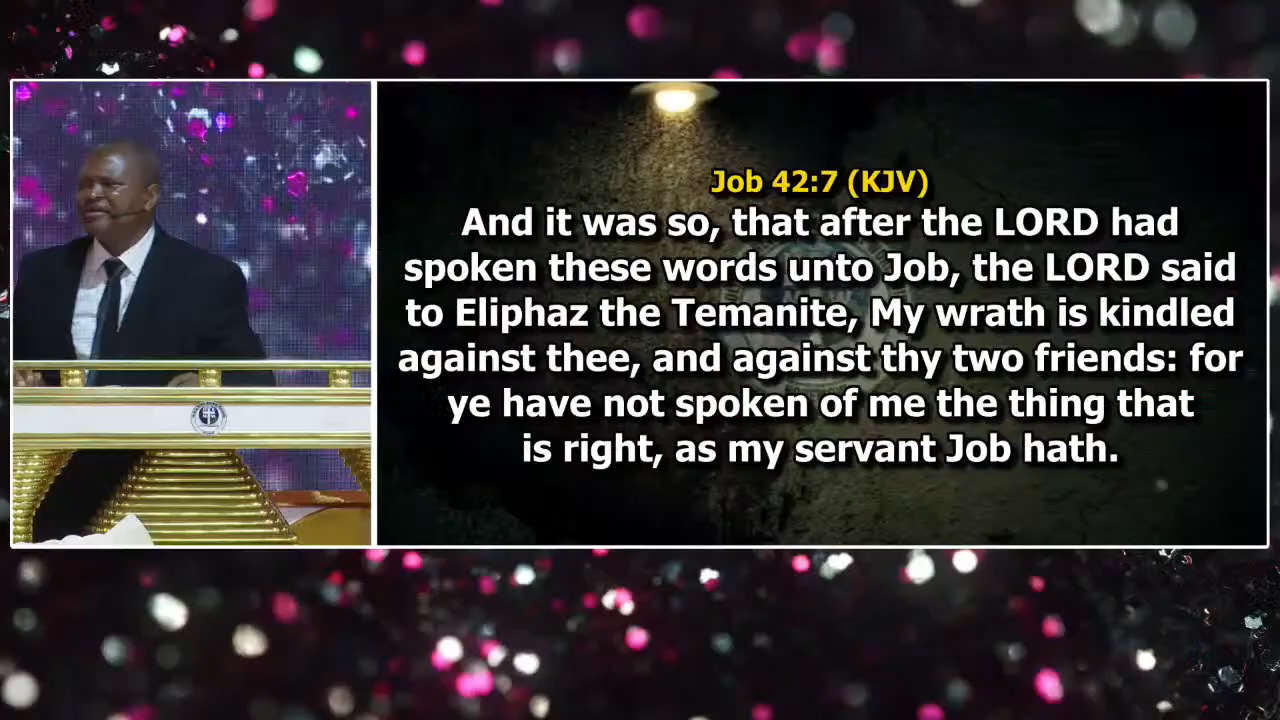 Job 42:7 (KJV)
And it was so, that after the LORD had
spoken these words unto Job, the LORD said
to Eliphaz the Temanite, My wrath is kindled
against thee, and against thy two friends: for
ye have not spoken of me the thing that
is right, as my servant Job hath.